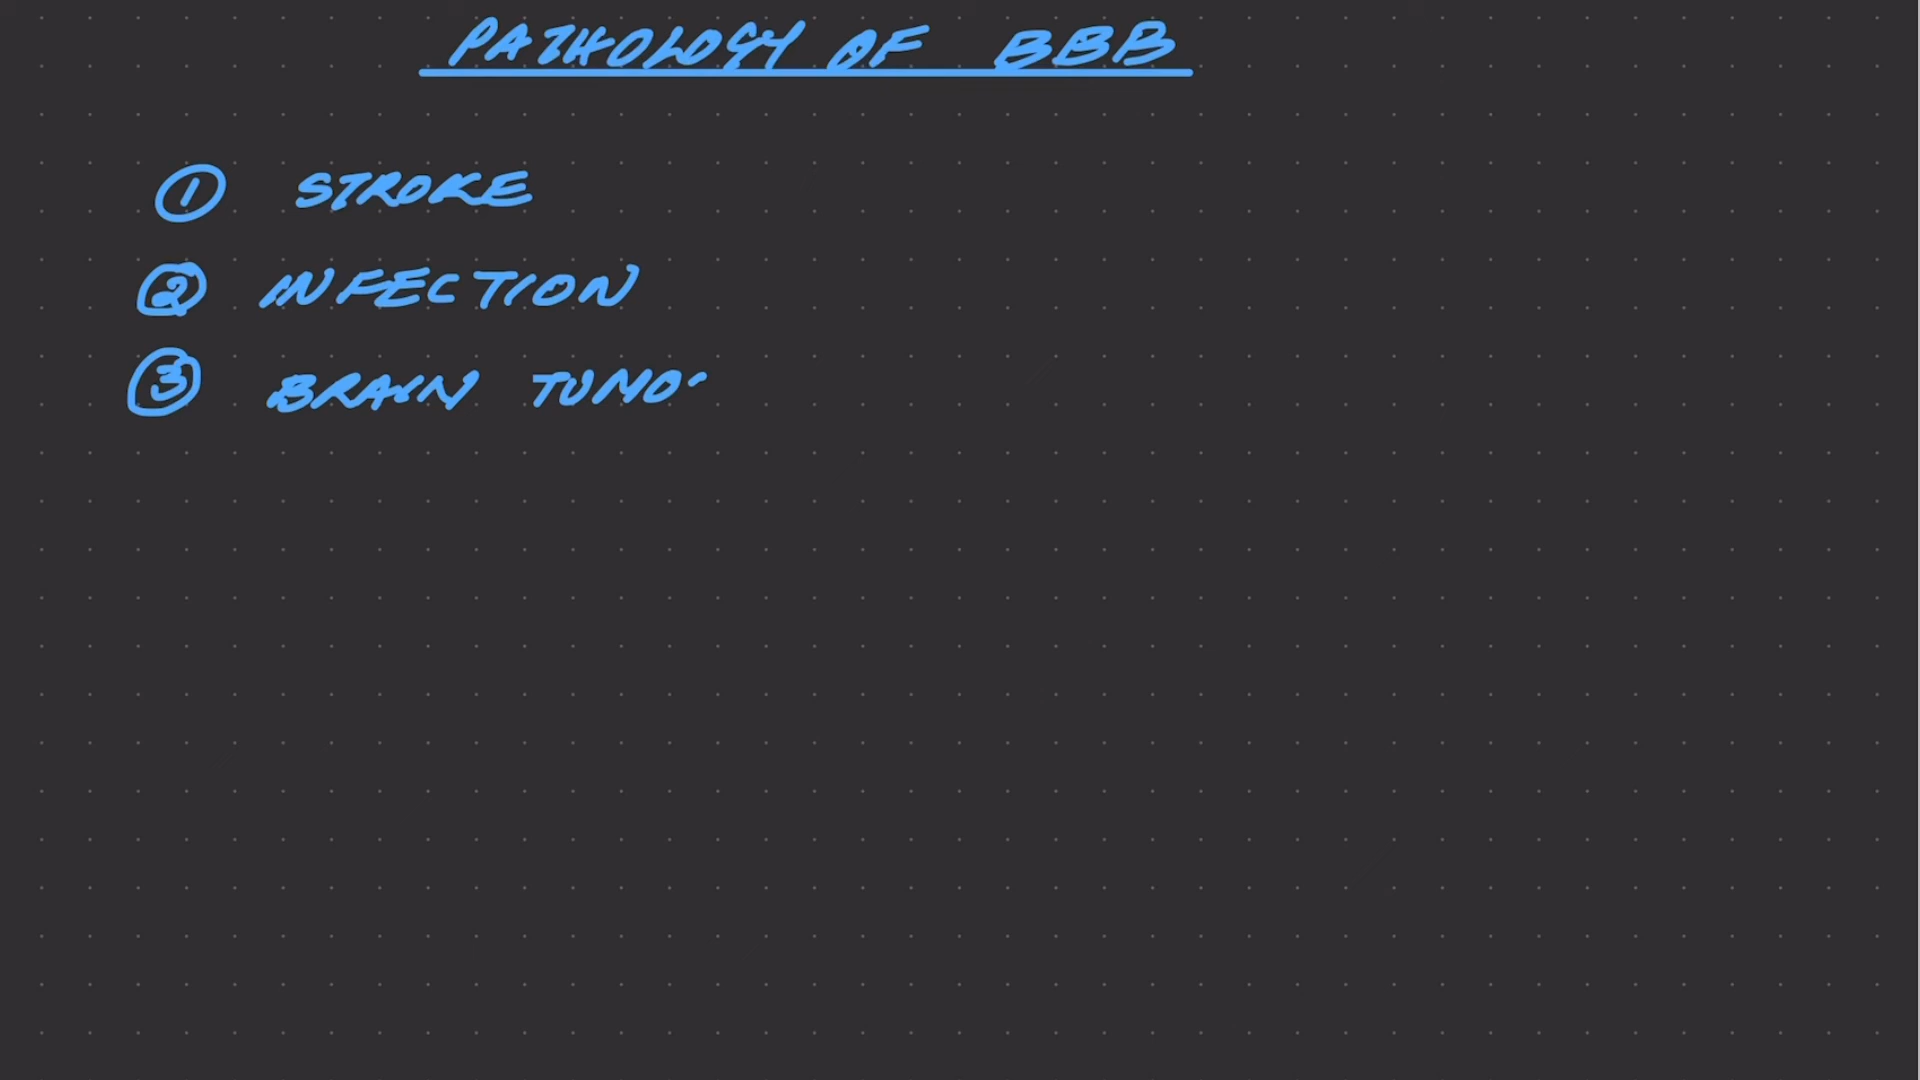 PATHOLOGY OF BBB
① STROKE
② INFECTION
③ BRAIN TUMO